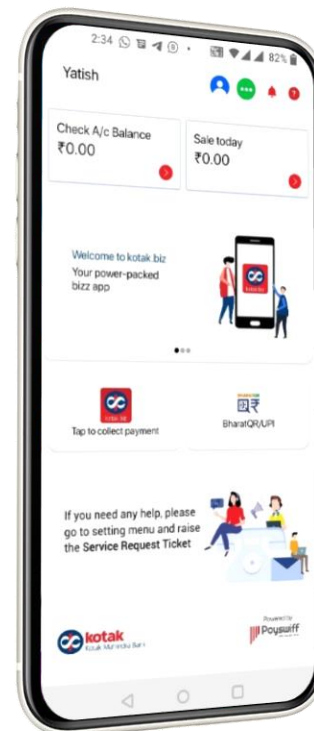 2:34
82%
Yatish
Check A/c Balance
₹0.00
Sale today
₹0.00
Welcome to kotak.biz
Your power-packed
bizz app
Tap to collect payment
BharatQR/UPI
If you need any help, please
go to setting menu and raise
the Service Request Ticket
kotak
Kotak Mahindra Bank
Powered by
Payswiff